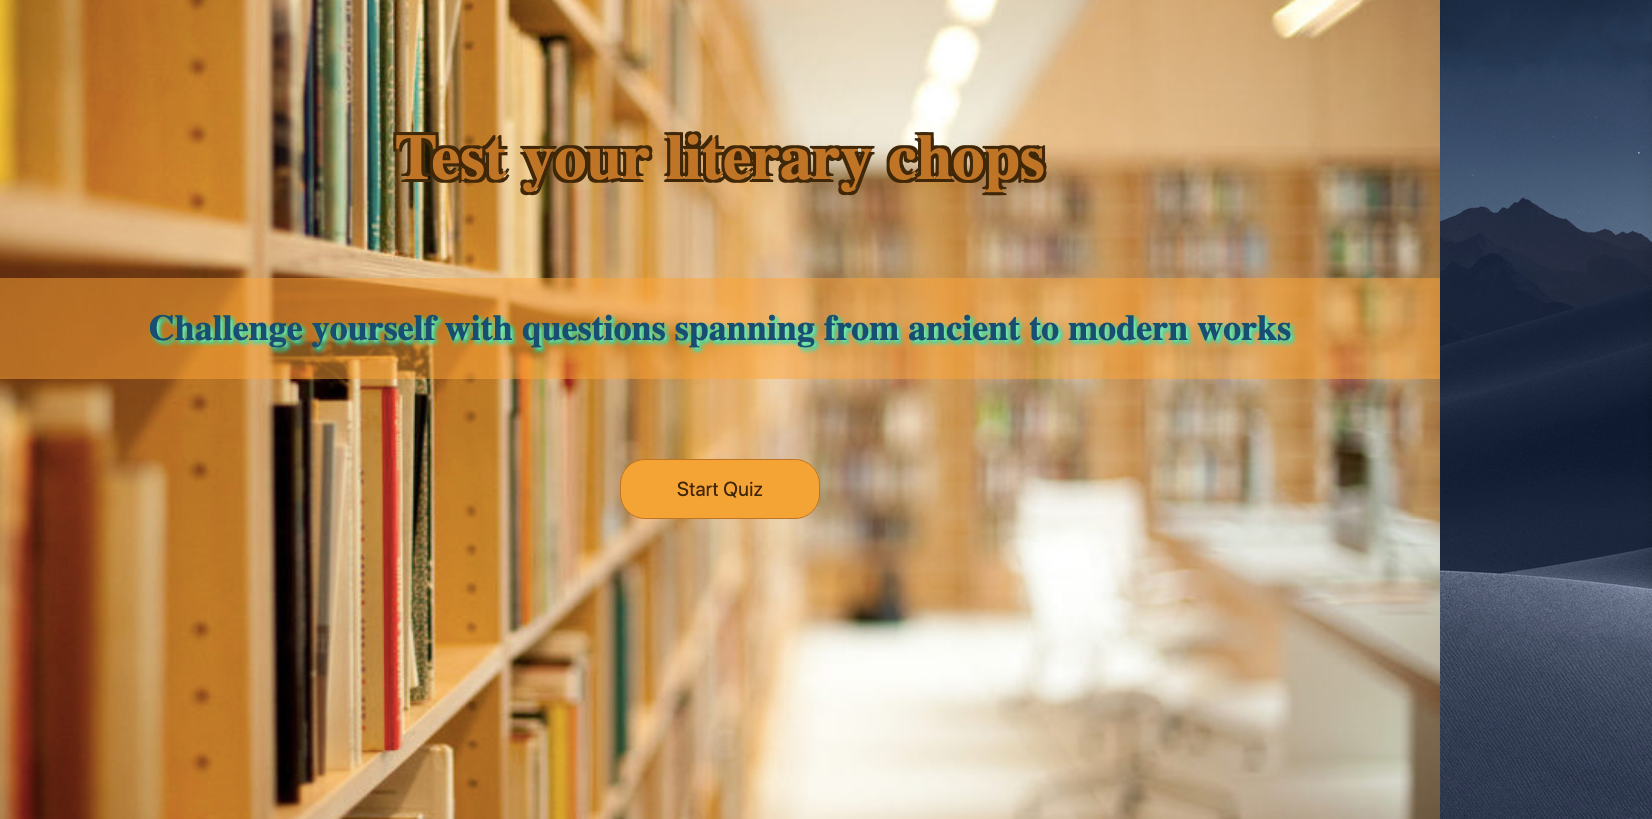 Test your literary chops
Challenge yourself with questions spanning from ancient to modern works
Start Quiz